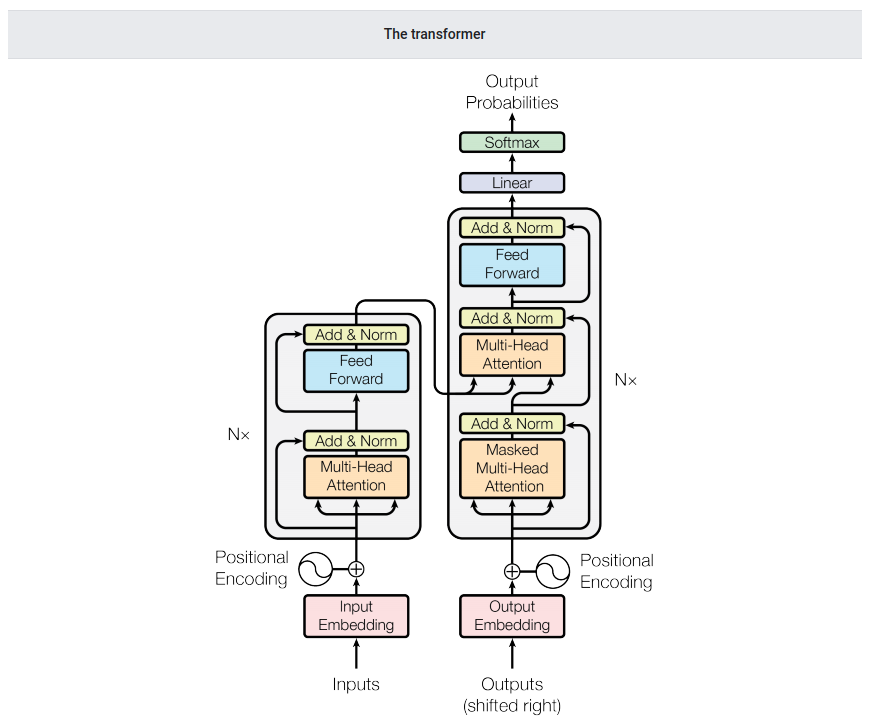 The transformer
Output
Probabilities
Softmax
Linear
Add & Norm
Feed
Forward
Add & Norm
Multi-Head
Attention
Nx
Add & Norm
Masked
Multi-Head
Attention
Add & Norm
Feed
Forward
Nx
Add & Norm
Multi-Head
Attention
Positional
Encoding
Positional
Encoding
Input
Embedding
Output
Embedding
Inputs
Outputs
(shifted right)